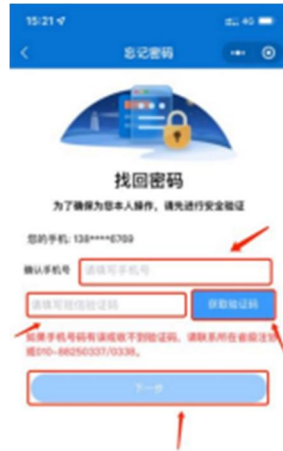 15:21
4G
忘记密码
找回密码
为了确保为您本人操作，请先进行安全验证
您的手机: 138****6769
确认手机号 请填写手机号
请填写短信验证码 获取验证码
如果手机号码有误或收不到验证码，请联系所在省级注协
或010-88250337/0338。
下一步